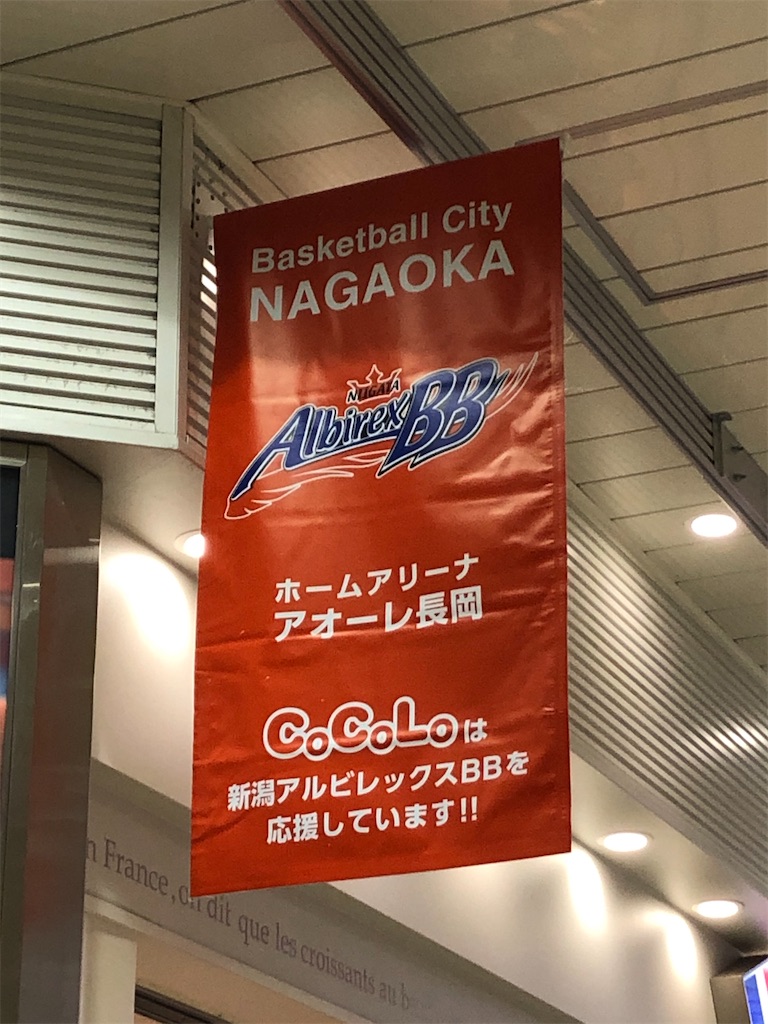 Basketball City
NAGAOKA
NIIGATA
Albirex BB
ホームアリーナ
アオーレ長岡
CoCoLoは
新潟アルビレックスBBを
応援しています!!
n France, on dit que les croissants au b